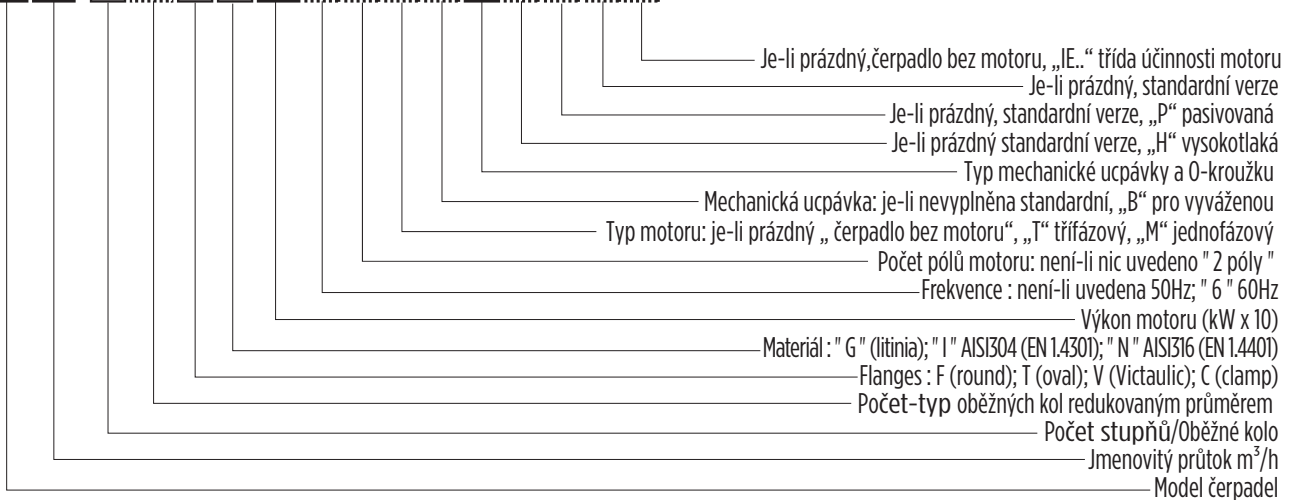 Je-li prázdný,čerpadlo bez motoru, „IE..“ třída účinnosti motoru
Je-li prázdný, standardní verze
Je-li prázdný, standardní verze, „P“ pasivovaná
Je-li prázdný standardní verze, „H“ vysokotlaká
Typ mechanické ucpávky a O-kroužku
Mechanická ucpávka: je-li nevyplněna standardní, „B“ pro vyváženou
Typ motoru: je-li prázdný „ čerpadlo bez motoru“, „T“ třífázový, „M“ jednofázový
Počet pólů motoru: není-li nic uvedeno " 2 póly "
Frekvence : není-li uvedena 50Hz; " 6 " 60Hz
Výkon motoru (kW x 10)
Materiál : " G " (litinia); " I " AISI304 (EN 1.4301); " N " AISI316 (EN 1.4401)
Flanges : F (round); T (oval); V (Victaulic); C (clamp)
Počet-typ oběžných kol redukovaným průměrem
Počet stupňů/Oběžné kolo
Jmenovitý průtok m³/h
Model čerpadel